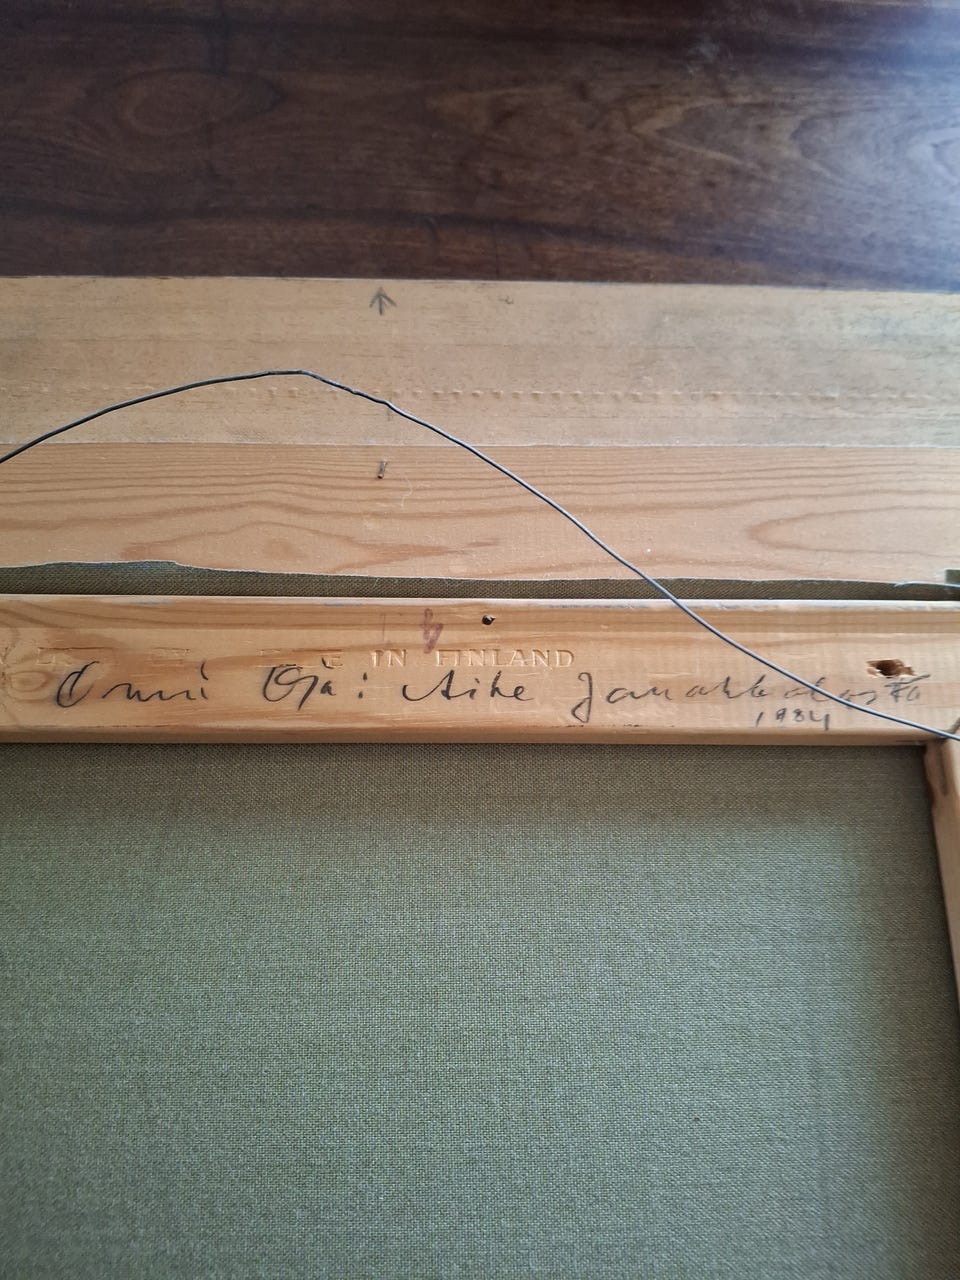 IN FINLAND
Onni Oja: Aihe Janakkalasta
1984